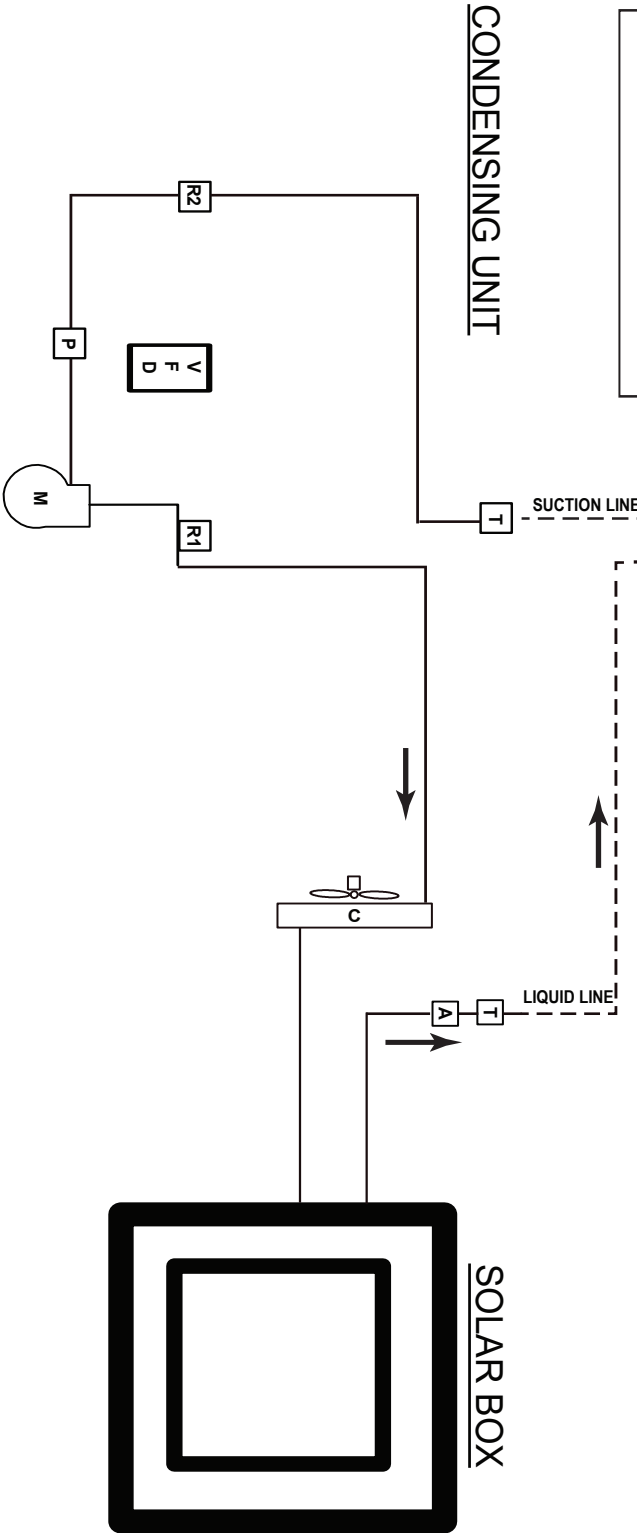 CONDENSING UNIT
R2
P
V
F
D
M
R1
T
SUCTION LINE
C
A
T
LIQUID LINE
SOLAR BOX